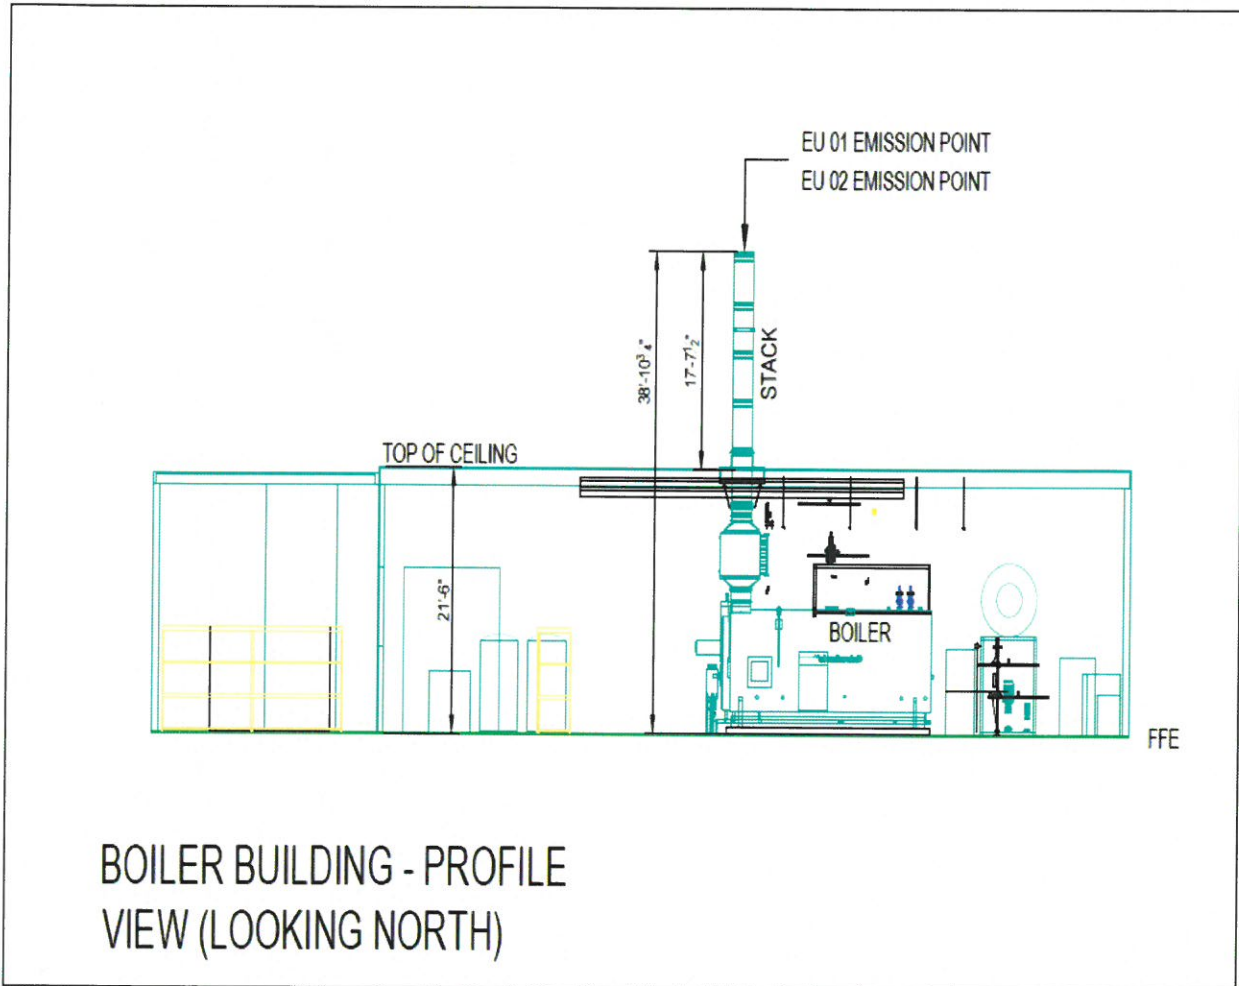 EU 01 EMISSION POINT
EU 02 EMISSION POINT
38'-10¾"
17'-7½"
STACK
TOP OF CEILING
21'-6"
BOILER
FFE
BOILER BUILDING - PROFILE
VIEW (LOOKING NORTH)